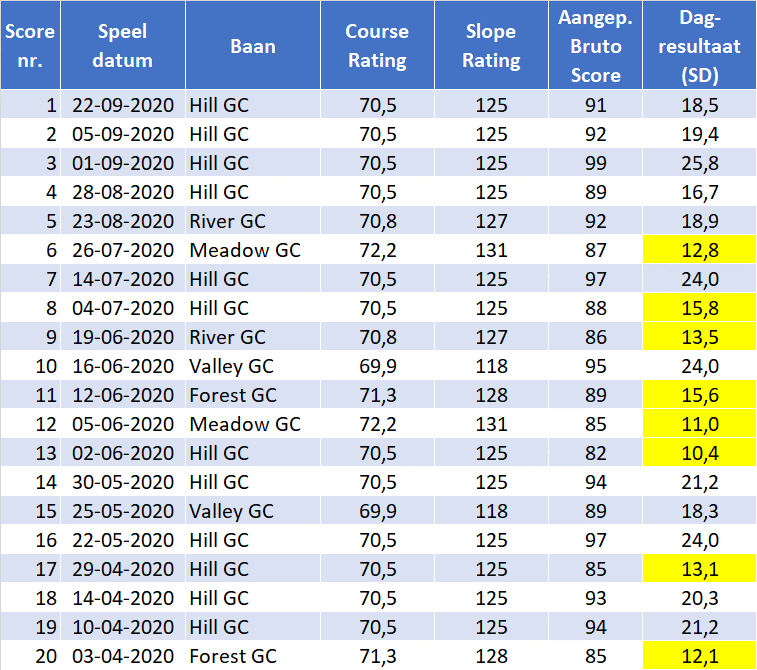 Score nr. Speel datum Baan Course Rating Slope Rating Aangep. Bruto Score Dag-resultaat (SD)
1 22-09-2020 Hill GC 70,5 125 91 18,5
2 05-09-2020 Hill GC 70,5 125 92 19,4
3 01-09-2020 Hill GC 70,5 125 99 25,8
4 28-08-2020 Hill GC 70,5 125 89 16,7
5 23-08-2020 River GC 70,8 127 92 18,9
6 26-07-2020 Meadow GC 72,2 131 87 12,8
7 14-07-2020 Hill GC 70,5 125 97 24,0
8 04-07-2020 Hill GC 70,5 125 88 15,8
9 19-06-2020 River GC 70,8 127 86 13,5
10 16-06-2020 Valley GC 69,9 118 95 24,0
11 12-06-2020 Forest GC 71,3 128 89 15,6
12 05-06-2020 Meadow GC 72,2 131 85 11,0
13 02-06-2020 Hill GC 70,5 125 82 10,4
14 30-05-2020 Hill GC 70,5 125 94 21,2
15 25-05-2020 Valley GC 69,9 118 89 18,3
16 22-05-2020 Hill GC 70,5 125 97 24,0
17 29-04-2020 Hill GC 70,5 125 85 13,1
18 14-04-2020 Hill GC 70,5 125 93 20,3
19 10-04-2020 Hill GC 70,5 125 94 21,2
20 03-04-2020 Forest GC 71,3 128 85 12,1